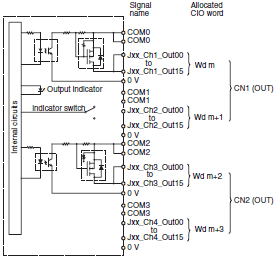 Signal name
Allocated CIO word
COM0
COM0
Jxx_Ch1_Out00
to
Jxx_Ch1_Out15
Wd m
0 V
COM1
COM1
Jxx_Ch2_Out00
to
Jxx_Ch2_Out15
Wd m+1
0 V
CN1 (OUT)
COM2
COM2
Jxx_Ch3_Out00
to
Jxx_Ch3_Out15
Wd m+2
0 V
COM3
COM3
Jxx_Ch4_Out00
to
Jxx_Ch4_Out15
Wd m+3
0 V
CN2 (OUT)
Output indicator
Indicator switch
Internal circuits